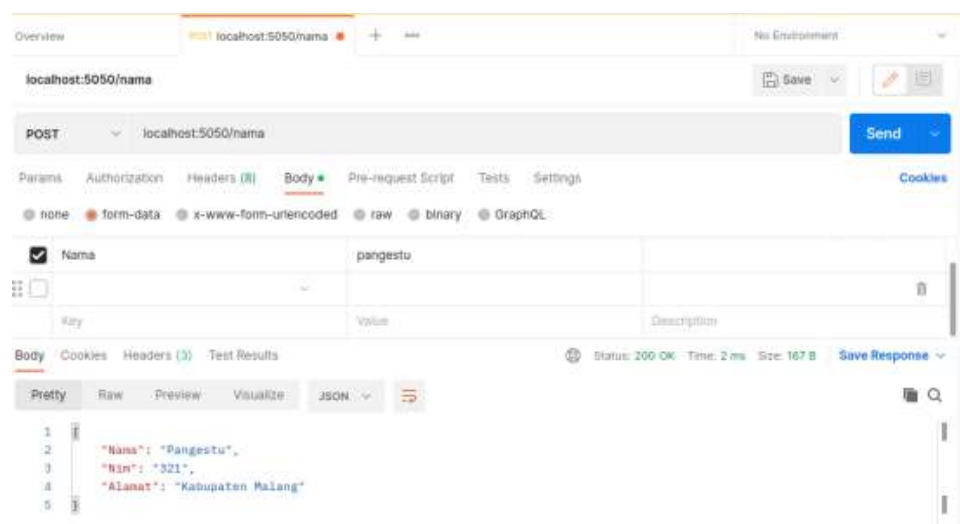 Overview POST localhost:5050/nama No Environment
localhost:5050/nama Save
POST localhost:5050/nama Send
Params Authorization Headers (8) Body Pre-request Script Tests Settings Cookies
none form-data x-www-form-urlencoded raw binary GraphQL
Nama pangestu
Key Value Description
Body Cookies Headers (3) Test Results Status: 200 OK Time: 2 ms Size: 167 B Save Response
Pretty Raw Preview Visualize JSON
1 {
2 "Nama": "Pangestu",
3 "Nim": "321",
4 "Alamat": "Kabupaten Malang"
5 }